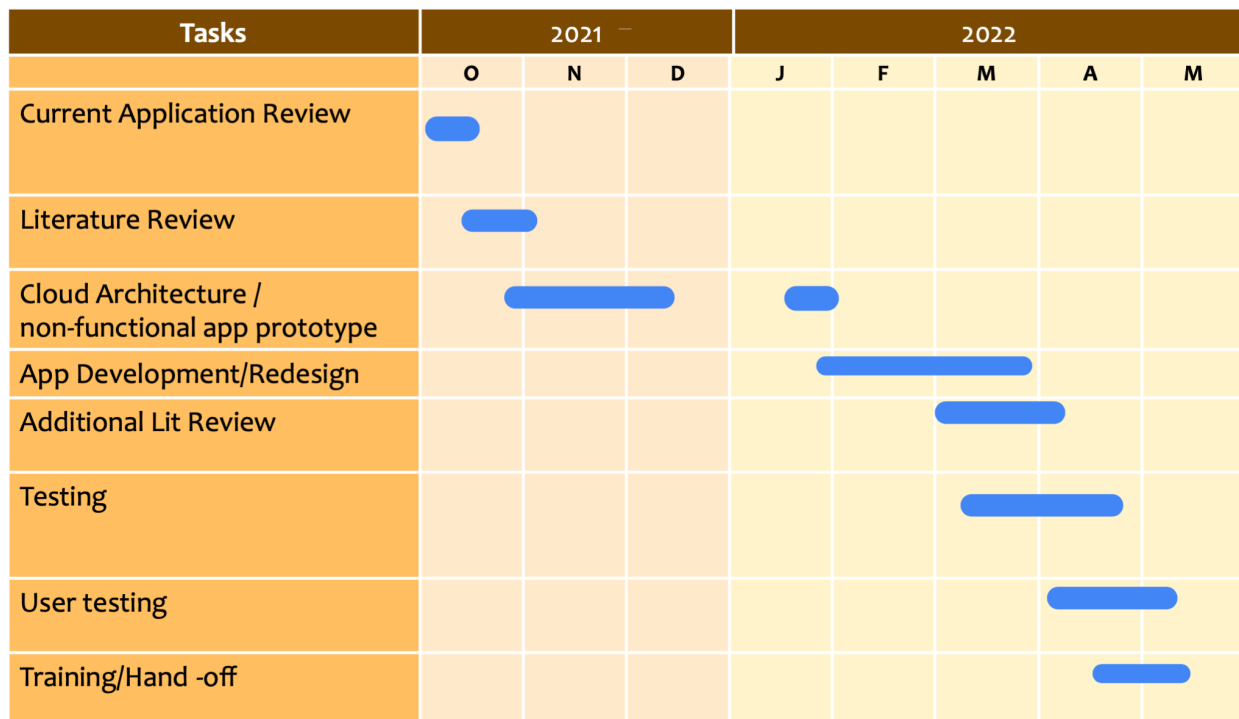 Tasks 2021 – 2022
O N D J F M A M
Current Application Review
Literature Review
Cloud Architecture /
non-functional app prototype
App Development/Redesign
Additional Lit Review
Testing
User testing
Training/Hand -off